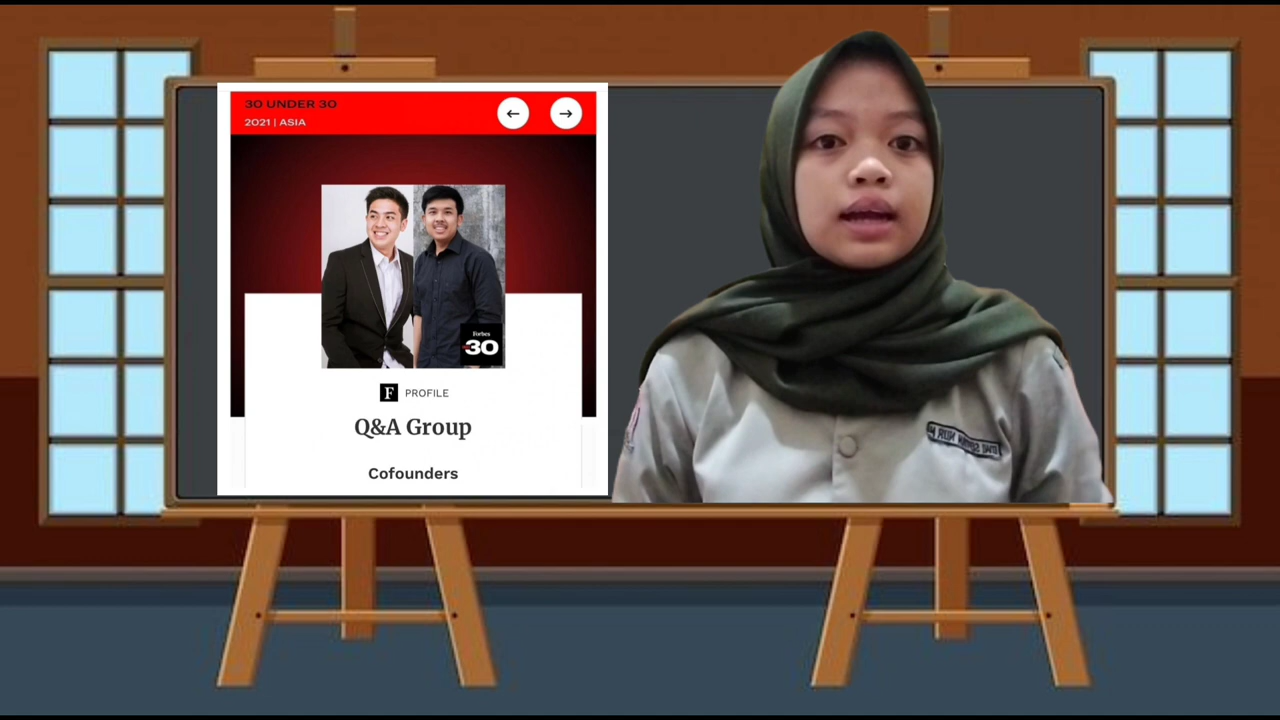 30 UNDER 30
2021 | ASIA
Forbes
30
F PROFILE
Q&A Group
Cofounders